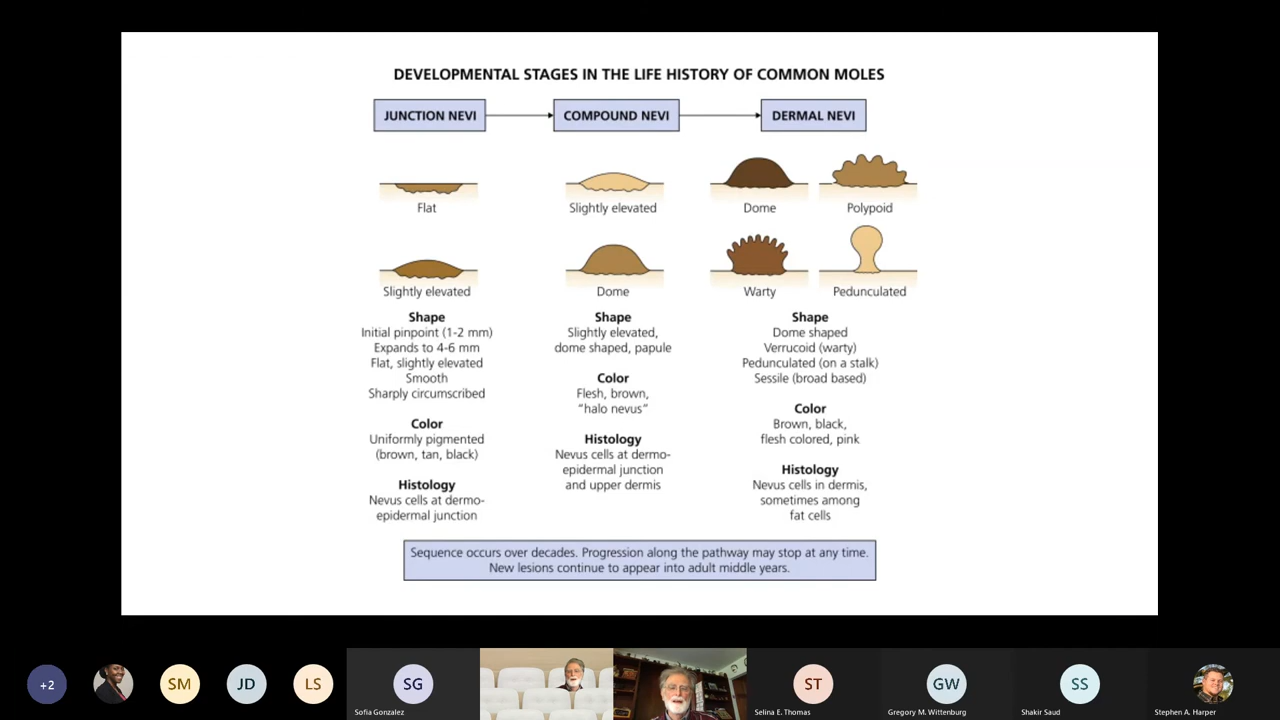 DEVELOPMENTAL STAGES IN THE LIFE HISTORY OF COMMON MOLES
JUNCTION NEVI
COMPOUND NEVI
DERMAL NEVI
Flat
Slightly elevated
Dome
Polypoid
Slightly elevated
Dome
Warty
Pedunculated
Shape
Initial pinpoint (1-2 mm)
Expands to 4-6 mm
Flat, slightly elevated
Smooth
Sharply circumscribed
Color
Uniformly pigmented
(brown, tan, black)
Histology
Nevus cells at dermo-
epidermal junction
Shape
Slightly elevated,
dome shaped, papule
Color
Flesh, brown,
"halo nevus"
Histology
Nevus cells at dermo-
epidermal junction
and upper dermis
Shape
Dome shaped
Verrucoid (warty)
Pedunculated (on a stalk)
Sessile (broad based)
Color
Brown, black,
flesh colored, pink
Histology
Nevus cells in dermis,
sometimes among
fat cells
Sequence occurs over decades. Progression along the pathway may stop at any time.
New lesions continue to appear into adult middle years.
+2
SM
JD
LS
SG
Sofia Gonzalez
ST
Selina E. Thomas
GW
Gregory M. Wittenburg
SS
Shakir Saud
Stephen A. Harper